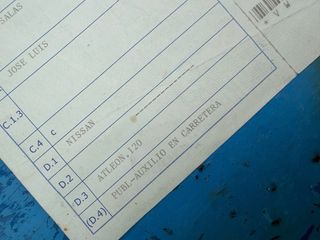 SALAS
JOSE LUIS
C.1.3
C.4 c
D.1 NISSAN
D.2
D.3 ATLEON.120
(D.4) PUBL-AUXILIO EN CARRETERA